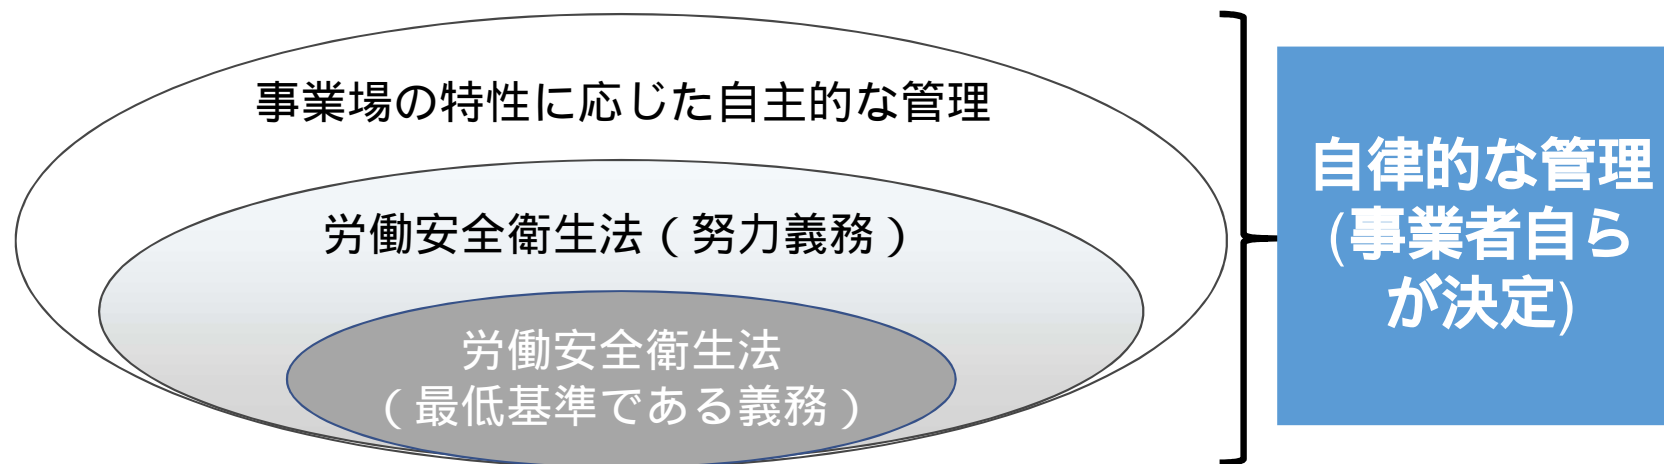 事業場の特性に応じた自主的な管理
労働安全衛生法（努力義務）
労働安全衛生法
（最低基準である義務）
自律的な管理
(事業者自ら
が決定)